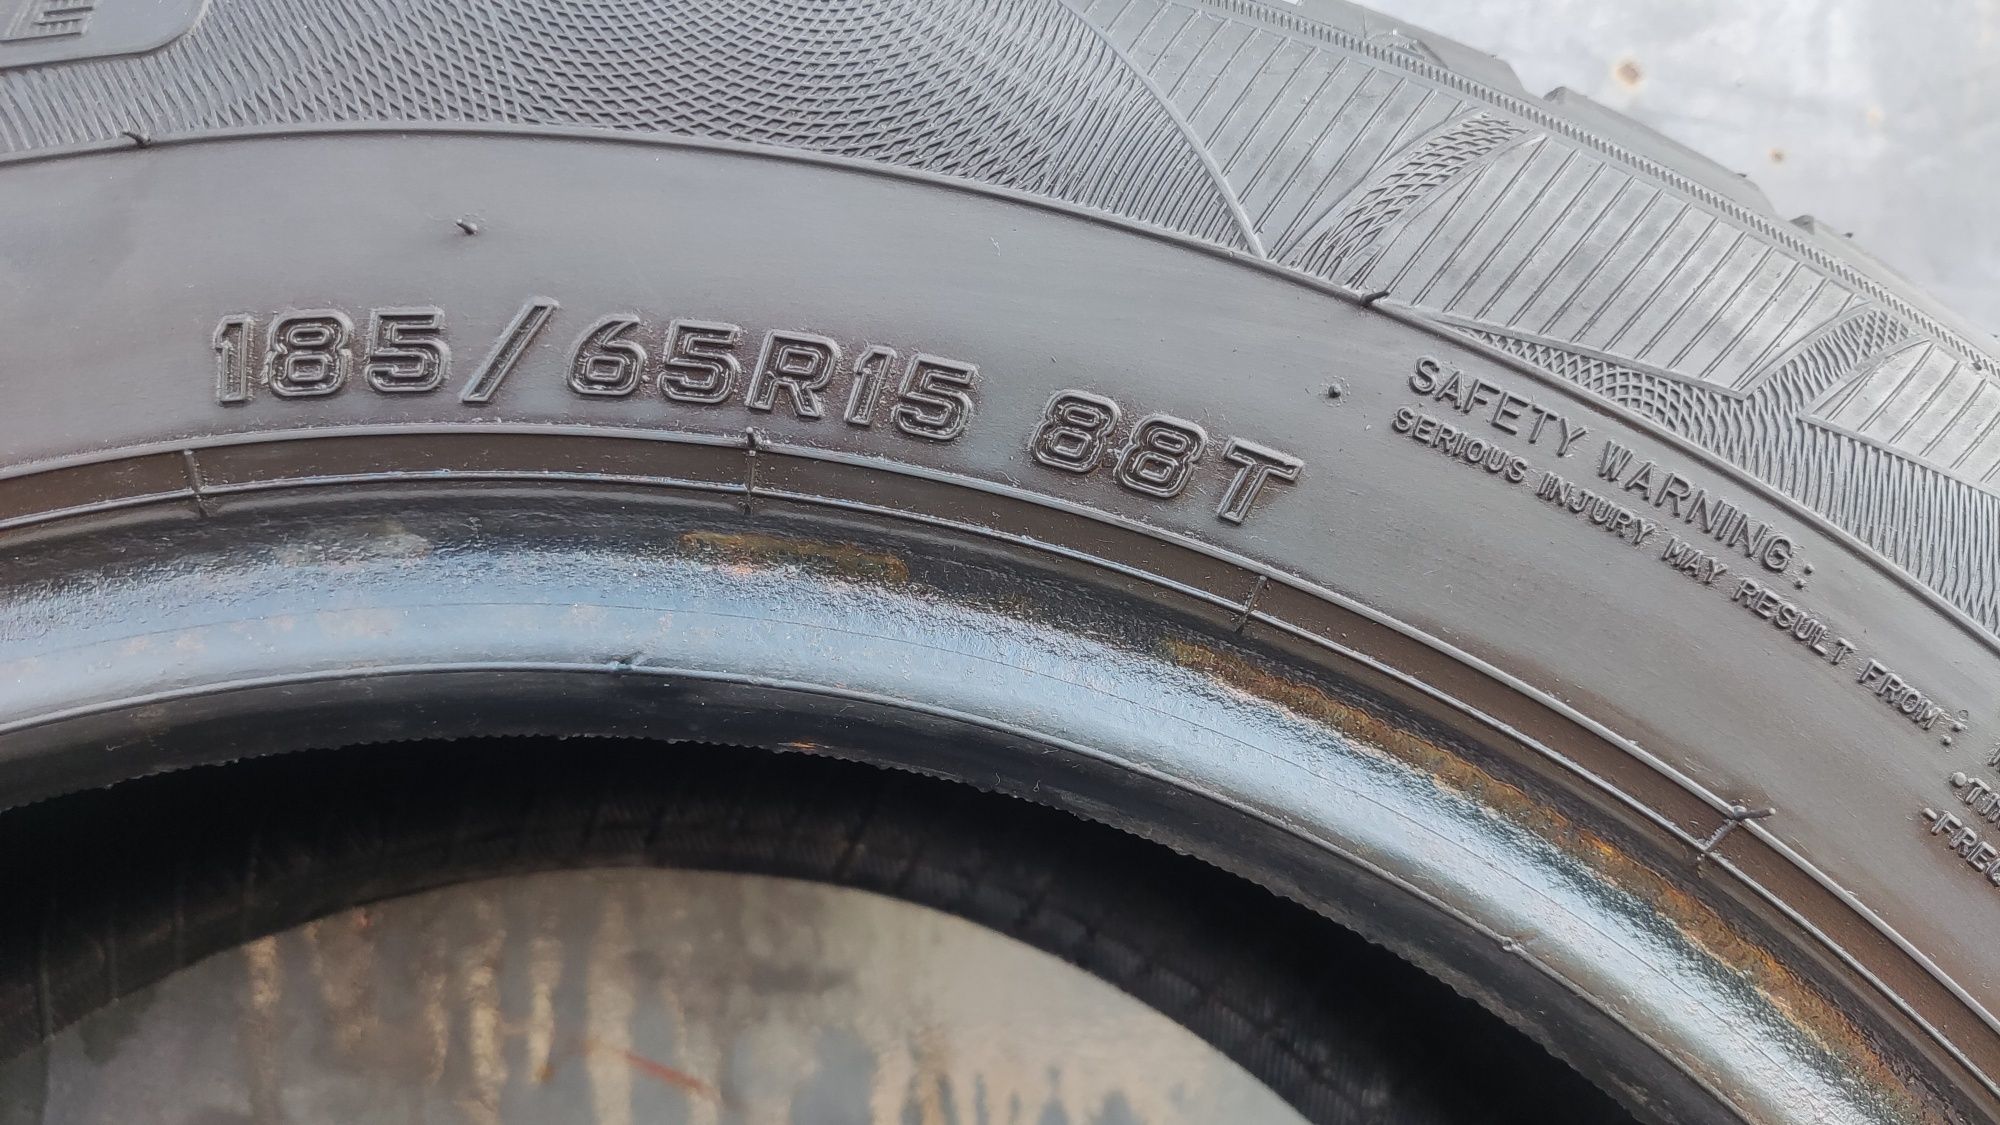 185/65R15 88T
SAFETY WARNING:
SERIOUS INJURY MAY RESULT FROM: